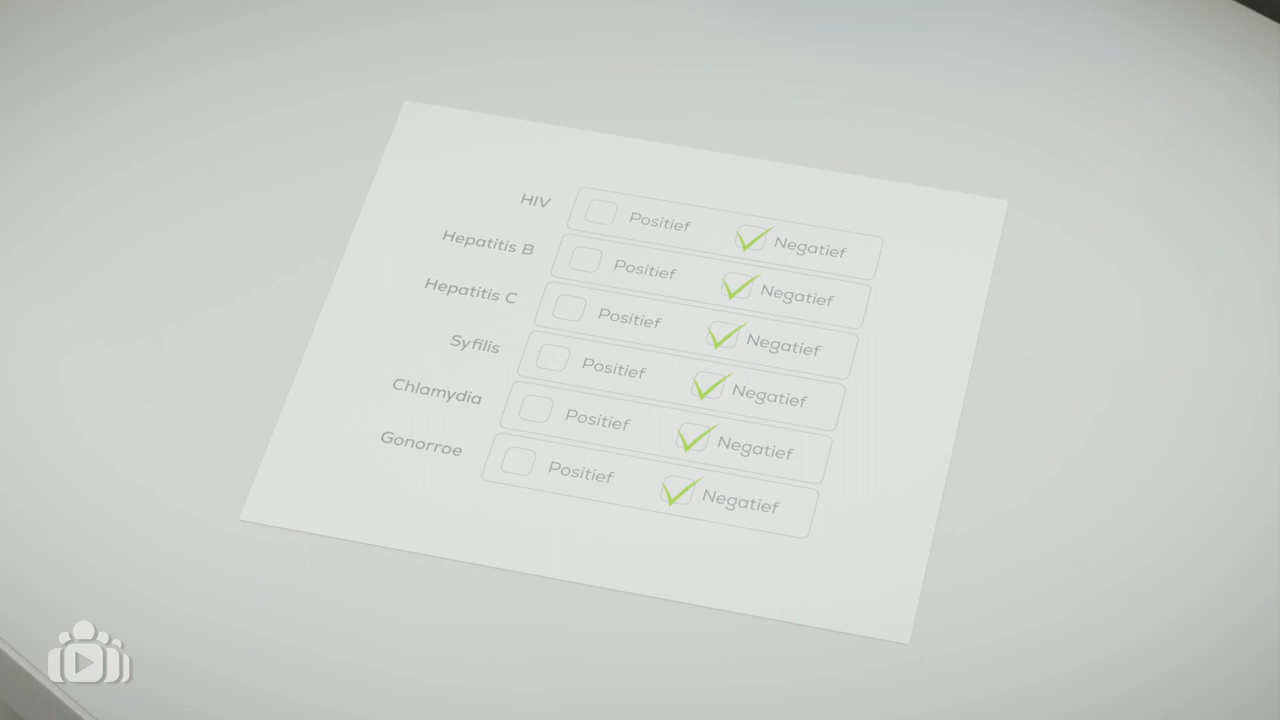 HIV Positief Negatief
Hepatitis B Positief Negatief
Hepatitis C Positief Negatief
Syfilis Positief Negatief
Chlamydia Positief Negatief
Gonorroe Positief Negatief